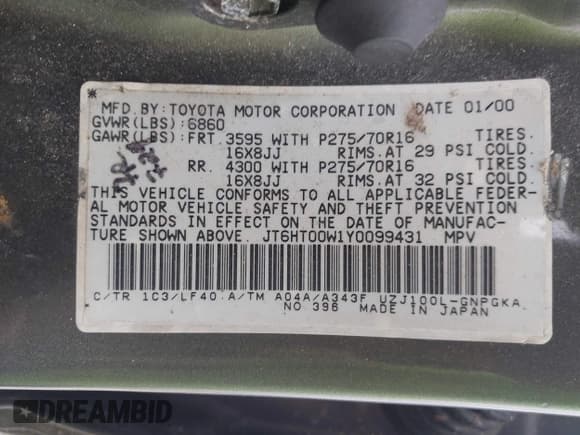 MFD. BY: TOYOTA MOTOR CORPORATION DATE 01/00
GVWR(LBS):6860
GAWR(LBS):FRT. 3595 WITH P275/70R16 TIRES.
16X8JJ RIMS.AT 29 PSI COLD.
RR. 4300 WITH P275/70R16 TIRES.
16X8JJ RIMS.AT 32 PSI COLD.
THIS VEHICLE CONFORMS TO ALL APPLICABLE FEDER-
AL MOTOR VEHICLE SAFETY AND THEFT PREVENTION
STANDARDS IN EFFECT ON THE DATE OF MANUFAC-
TURE SHOWN ABOVE. JT6HT00W1Y0099431 MPV
C/TR 1C3/LF40 A/TM A04A/A343F UZJ100L-GNPGKA
NO 396 MADE IN JAPAN
DREAMBID